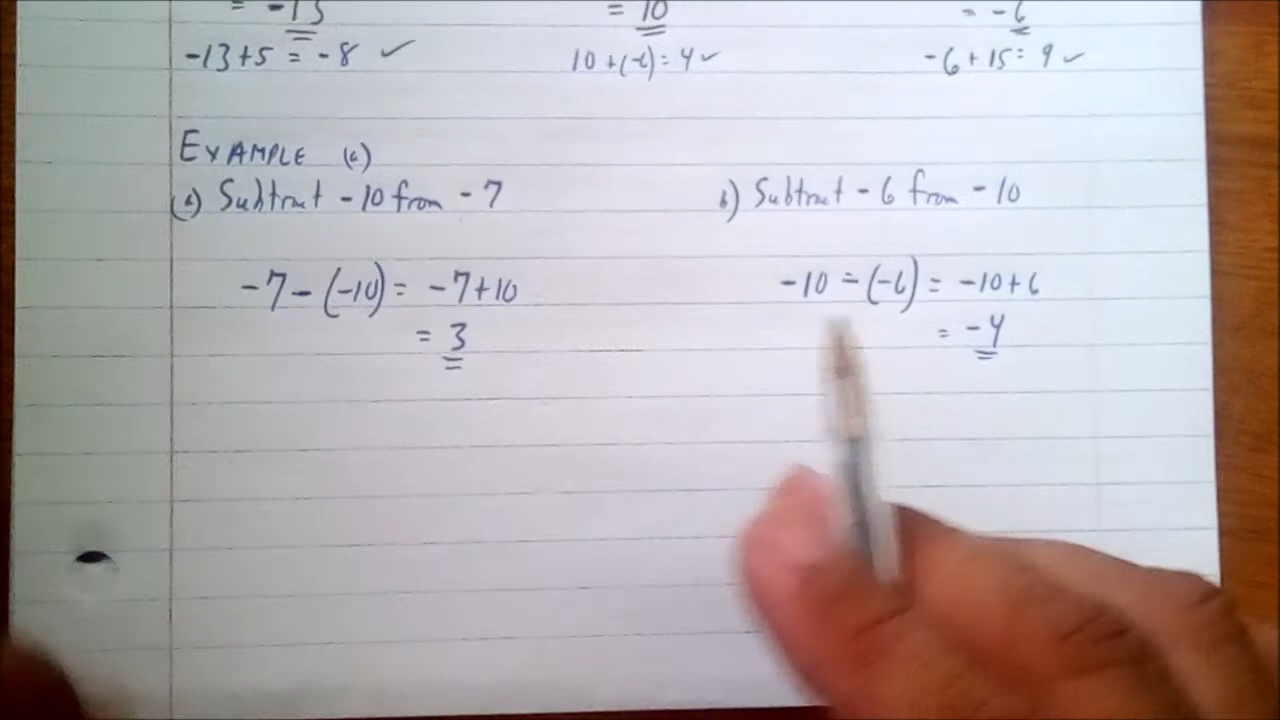 = -13
= 10
= -6
-13+5 = -8 ✓
10+(-6)=4 ✓
-6+15=9 ✓
EXAMPLE (c)
(a) Subtract -10 from -7
b) Subtract -6 from -10
-7-(-10) = -7+10
= 3
-10-(-6) = -10+6
= -4